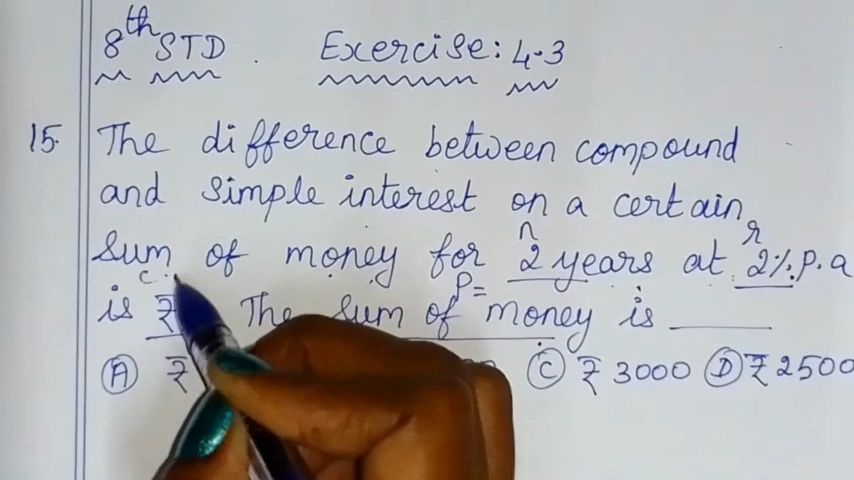 8th STD. Exercise: 4.3
15. The difference between compound
and simple interest on a certain
n r
sum of money for 2 years at 2% p.a
C. P=
is ₹ The sum of money is ______
(A) ₹ (C) ₹ 3000 (D) ₹ 2500